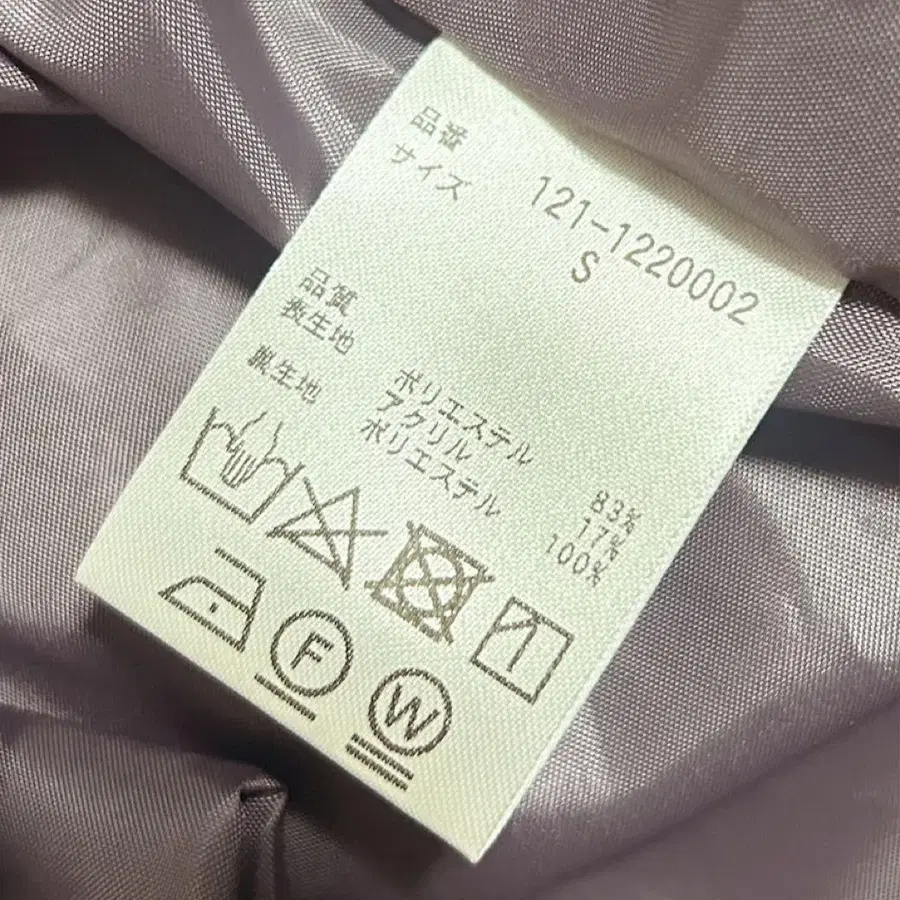 品番 121-1220002
サイズ S
品質
表生地 ポリエステル 83%
アクリル 17%
裏生地 ポリエステル 100%
F
W